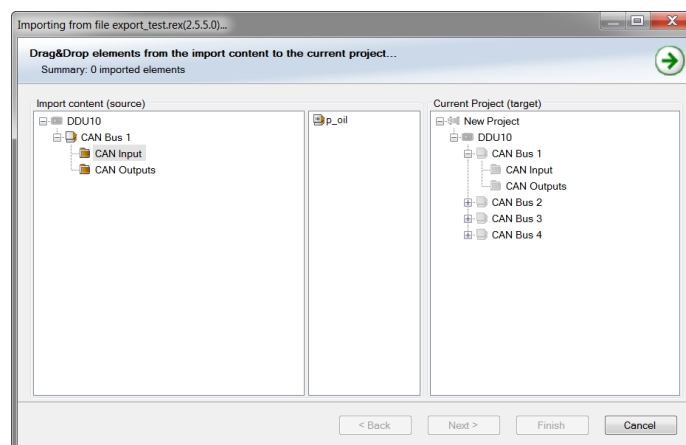 Importing from file export_test.rex(2.5.5.0)...
Drag&Drop elements from the import content to the current project...
Summary: 0 imported elements
Import content (source)
DDU10
CAN Bus 1
CAN Input
CAN Outputs
p_oil
Current Project (target)
New Project
DDU10
CAN Bus 1
CAN Input
CAN Outputs
CAN Bus 2
CAN Bus 3
CAN Bus 4
< Back
Next >
Finish
Cancel